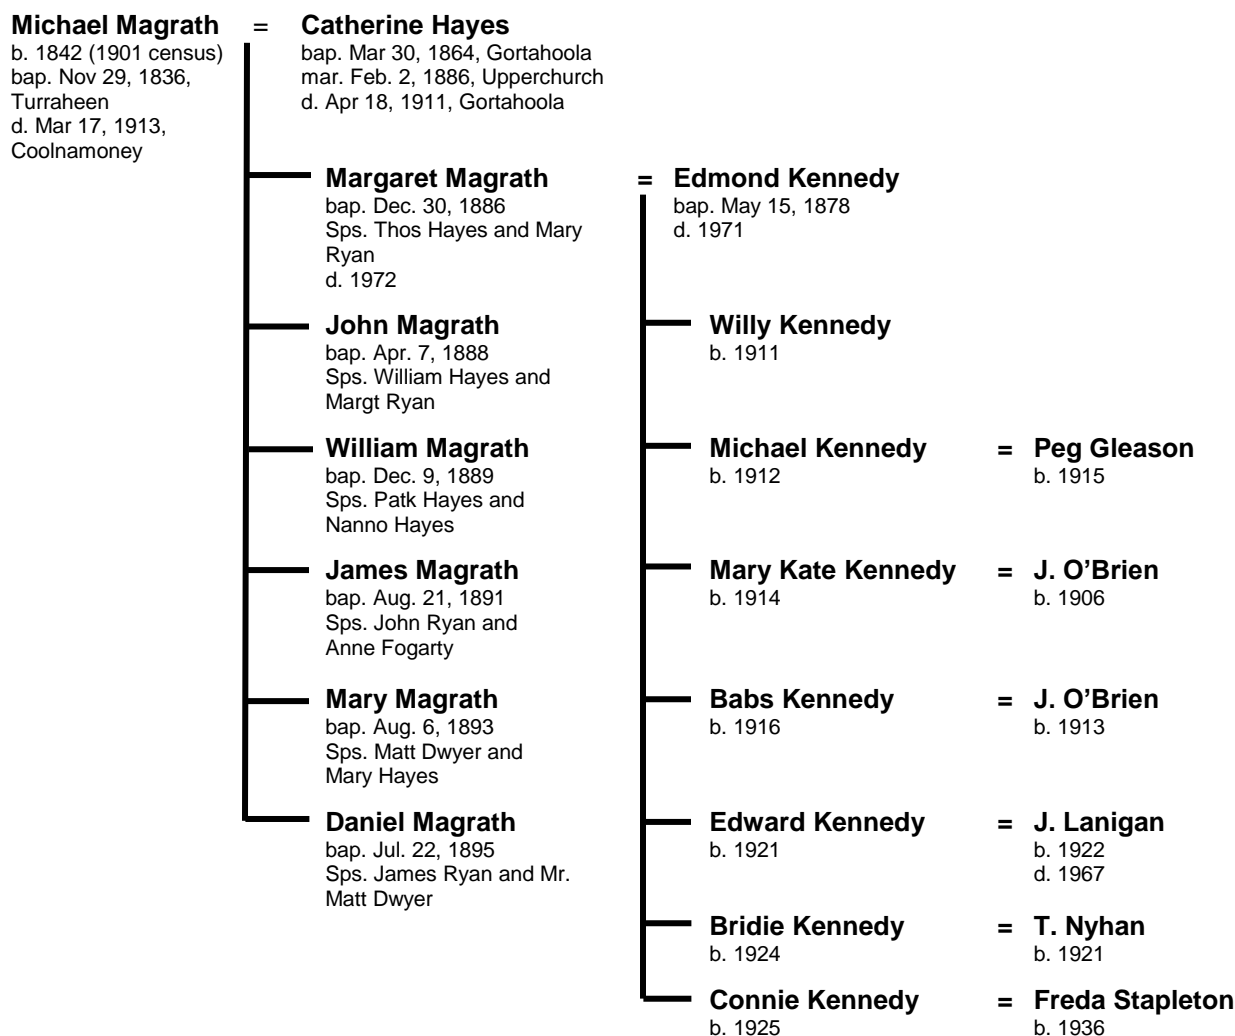 Michael Magrath = Catherine Hayes
b. 1842 (1901 census)
bap. Nov 29, 1836,
Turraheen
d. Mar 17, 1913,
Coolnamoney
bap. Mar 30, 1864, Gortahoola
mar. Feb. 2, 1886, Upperchurch
d. Apr 18, 1911, Gortahoola
Margaret Magrath = Edmond Kennedy
bap. Dec. 30, 1886
Sps. Thos Hayes and Mary
Ryan
d. 1972
bap. May 15, 1878
d. 1971
John Magrath
bap. Apr. 7, 1888
Sps. William Hayes and
Margt Ryan
William Magrath
bap. Dec. 9, 1889
Sps. Patk Hayes and
Nanno Hayes
James Magrath
bap. Aug. 21, 1891
Sps. John Ryan and
Anne Fogarty
Mary Magrath
bap. Aug. 6, 1893
Sps. Matt Dwyer and
Mary Hayes
Daniel Magrath
bap. Jul. 22, 1895
Sps. James Ryan and Mr.
Matt Dwyer
Willy Kennedy
b. 1911
Michael Kennedy = Peg Gleason
b. 1912 b. 1915
Mary Kate Kennedy = J. O’Brien
b. 1914 b. 1906
Babs Kennedy = J. O’Brien
b. 1916 b. 1913
Edward Kennedy = J. Lanigan
b. 1921 b. 1922
d. 1967
Bridie Kennedy = T. Nyhan
b. 1924 b. 1921
Connie Kennedy = Freda Stapleton
b. 1925 b. 1936